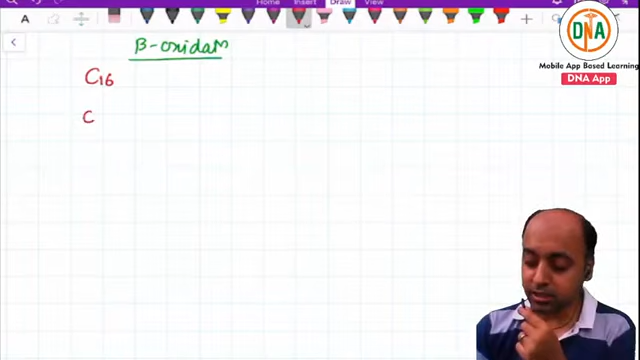 Home Insert Draw View
A
DNA
Mobile App Based Learning
DNA App
B-oxidatn
C16
C